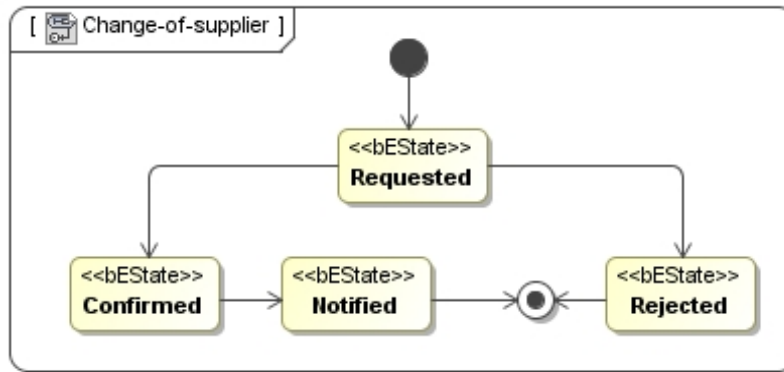 [ Change-of-supplier ]
<<bEState>>
Requested
<<bEState>>
Confirmed
<<bEState>>
Notified
<<bEState>>
Rejected